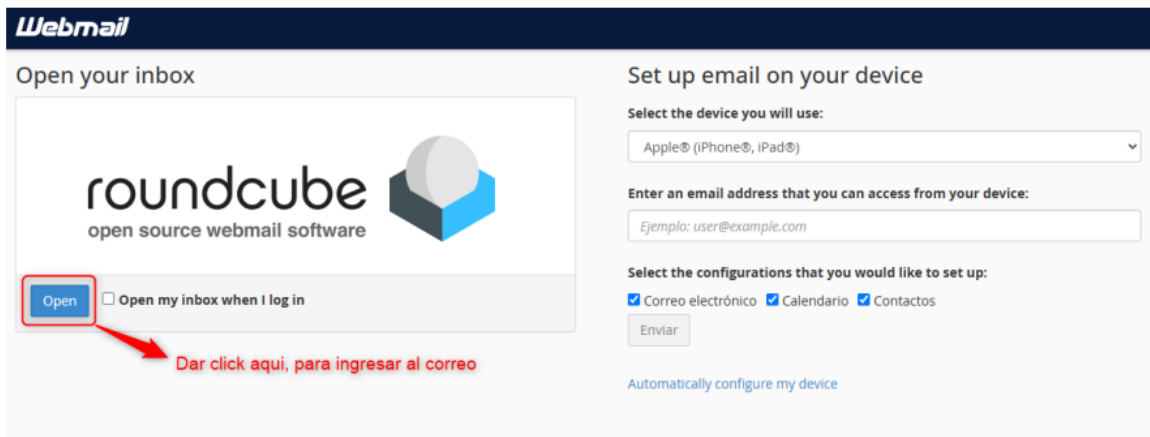 Webmail
Open your inbox
roundcube
open source webmail software
Open
Open my inbox when I log in
Dar click aqui, para ingresar al correo
Set up email on your device
Select the device you will use:
Apple® (iPhone®, iPad®)
Enter an email address that you can access from your device:
Ejemplo: user@example.com
Select the configurations that you would like to set up:
Correo electrónico Calendario Contactos
Enviar
Automatically configure my device